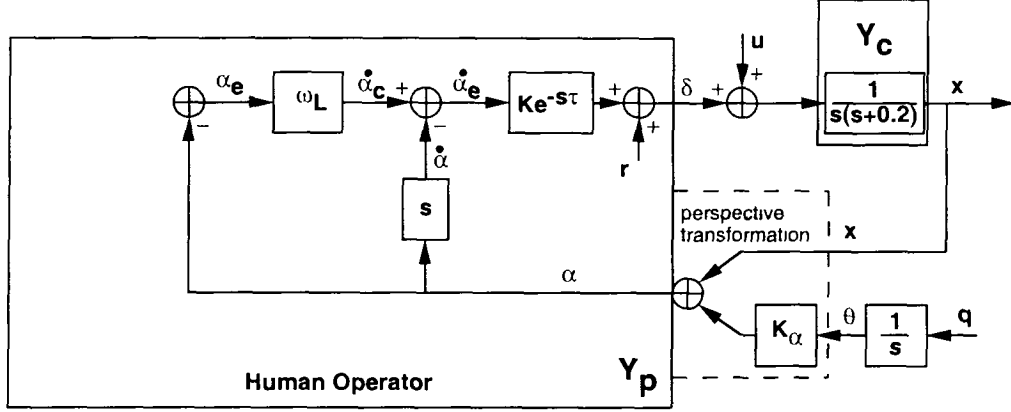 u
Y_c
α_e
ω_L
α̇_c
+
α̇_e
Ke^{-sτ}
+
δ
+
+
1
s(s+0.2)
x
−
−
+
α̇
r
s
perspective
transformation
x
α
K_α
θ
1
s
q
Human Operator
Y_p